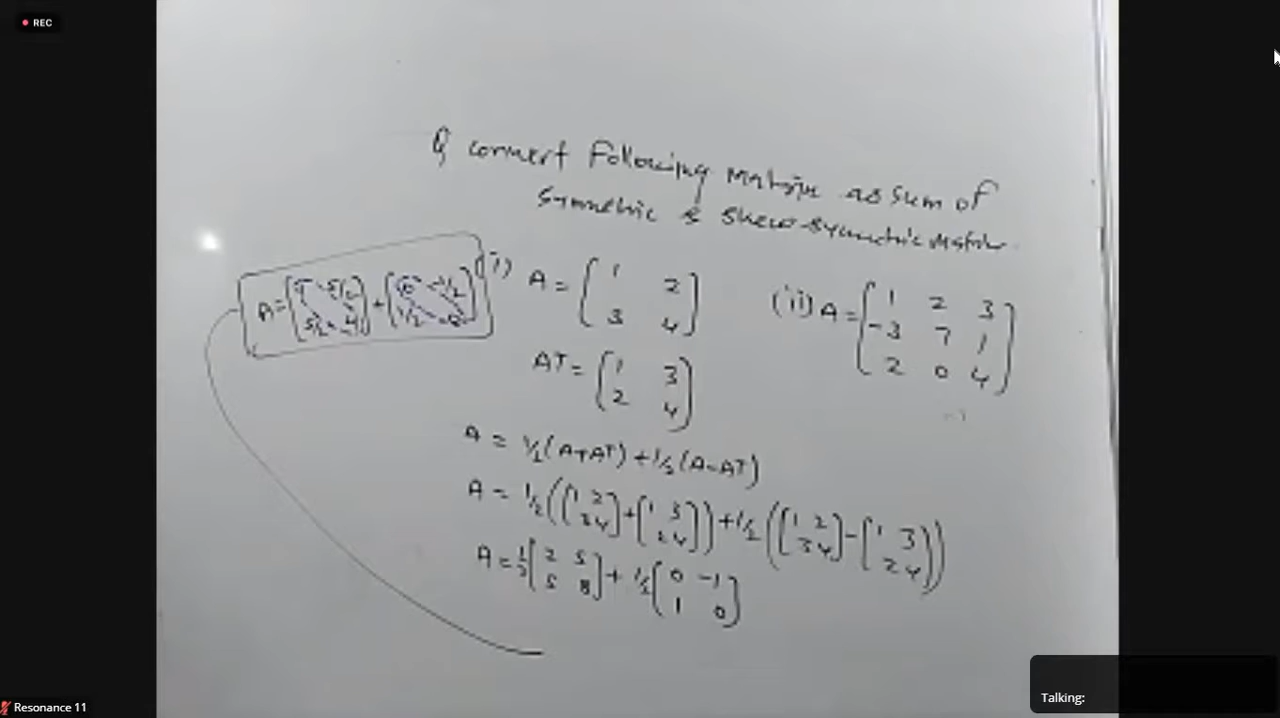 REC
Q convert Following Matrix as sum of
symmetric & skew-symmetric Matrix
(i) A = [1 2
3 4]
(ii) A = [1 2 3
-3 7 1
2 0 4]
A = [1 5/2
5/2 4] + [0 -1/2
1/2 0]
AT = [1 3
2 4]
A = 1/2(A+AT) + 1/2(A-AT)
A = 1/2([1 2
3 4] + [1 3
2 4]) + 1/2([1 2
3 4] - [1 3
2 4])
A = 1/2[2 5
5 8] + 1/2[0 -1
1 0]
Resonance 11
Talking: